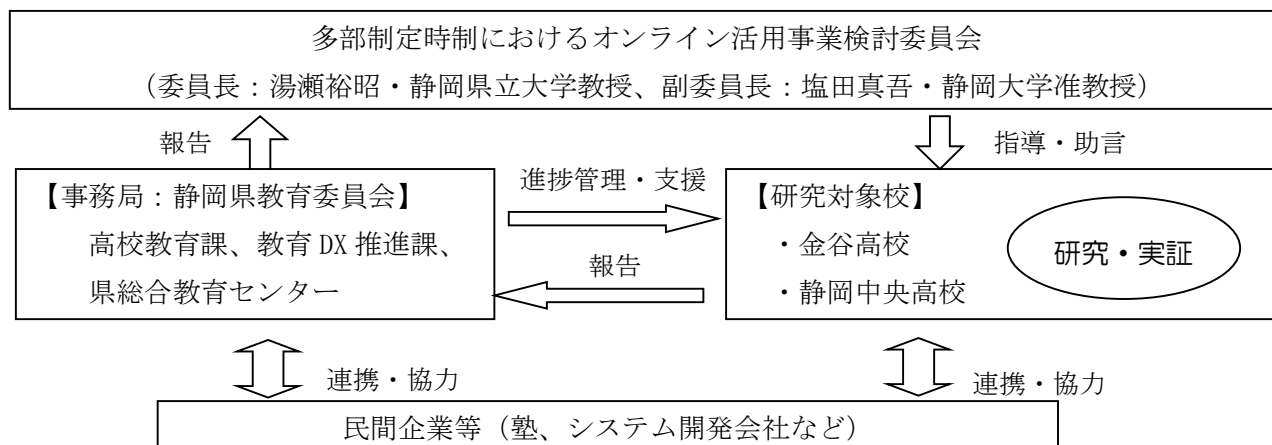 多部制定時制におけるオンライン活用事業検討委員会
（委員長：湯瀬裕昭・静岡県立大学教授、副委員長：塩田真吾・静岡大学准教授）
報告
指導・助言
【事務局：静岡県教育委員会】
高校教育課、教育 DX 推進課、
県総合教育センター
進捗管理・支援
報告
【研究対象校】
・金谷高校
・静岡中央高校
研究・実証
連携・協力
連携・協力
民間企業等（塾、システム開発会社など）